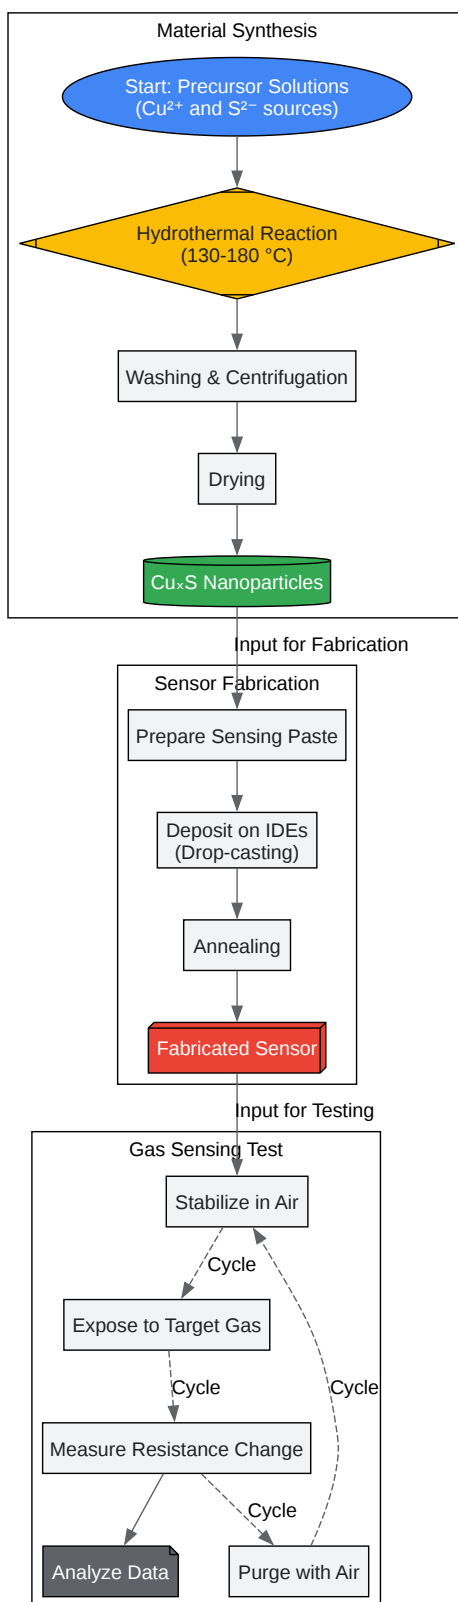 Material Synthesis
Start: Precursor Solutions
(Cu²⁺ and S²⁻ sources)
Hydrothermal Reaction
(130-180 °C)
Washing & Centrifugation
Drying
CuₓS Nanoparticles
Input for Fabrication
Sensor Fabrication
Prepare Sensing Paste
Deposit on IDEs
(Drop-casting)
Annealing
Fabricated Sensor
Input for Testing
Gas Sensing Test
Stabilize in Air
Cycle
Expose to Target Gas
Cycle
Cycle
Measure Resistance Change
Cycle
Analyze Data
Purge with Air